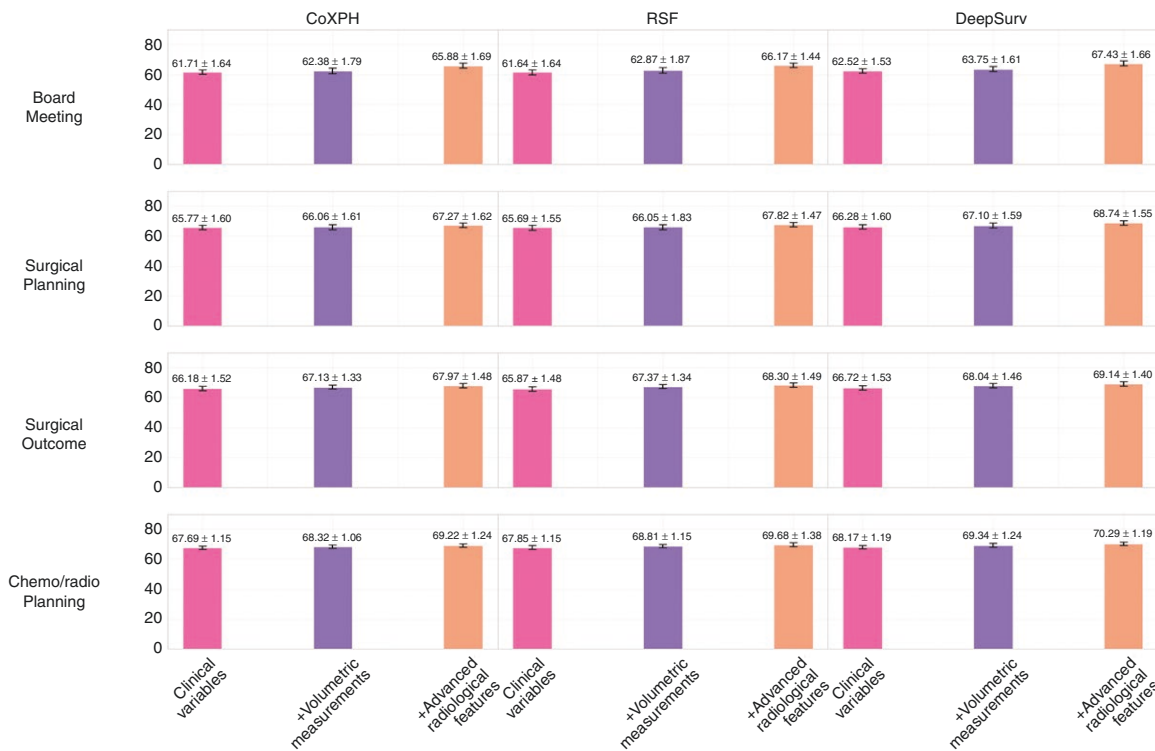 CoXPH RSF DeepSurv
Board
Meeting
80
60
40
20
0
61.71 ± 1.64 62.38 ± 1.79 65.88 ± 1.69 61.64 ± 1.64 62.87 ± 1.87 66.17 ± 1.44 62.52 ± 1.53 63.75 ± 1.61 67.43 ± 1.66
Surgical
Planning
80
60
40
20
0
65.77 ± 1.60 66.06 ± 1.61 67.27 ± 1.62 65.69 ± 1.55 66.05 ± 1.83 67.82 ± 1.47 66.28 ± 1.60 67.10 ± 1.59 68.74 ± 1.55
Surgical
Outcome
80
60
40
20
0
66.18 ± 1.52 67.13 ± 1.33 67.97 ± 1.48 65.87 ± 1.48 67.37 ± 1.34 68.30 ± 1.49 66.72 ± 1.53 68.04 ± 1.46 69.14 ± 1.40
Chemo/radio
Planning
80
60
40
20
0
67.69 ± 1.15 68.32 ± 1.06 69.22 ± 1.24 67.85 ± 1.15 68.81 ± 1.15 69.68 ± 1.38 68.17 ± 1.19 69.34 ± 1.24 70.29 ± 1.19
Clinical
variables
+Volumetric
measurements
+Advanced
radiological
features
Clinical
variables
+Volumetric
measurements
+Advanced
radiological
features
Clinical
variables
+Volumetric
measurements
+Advanced
radiological
features